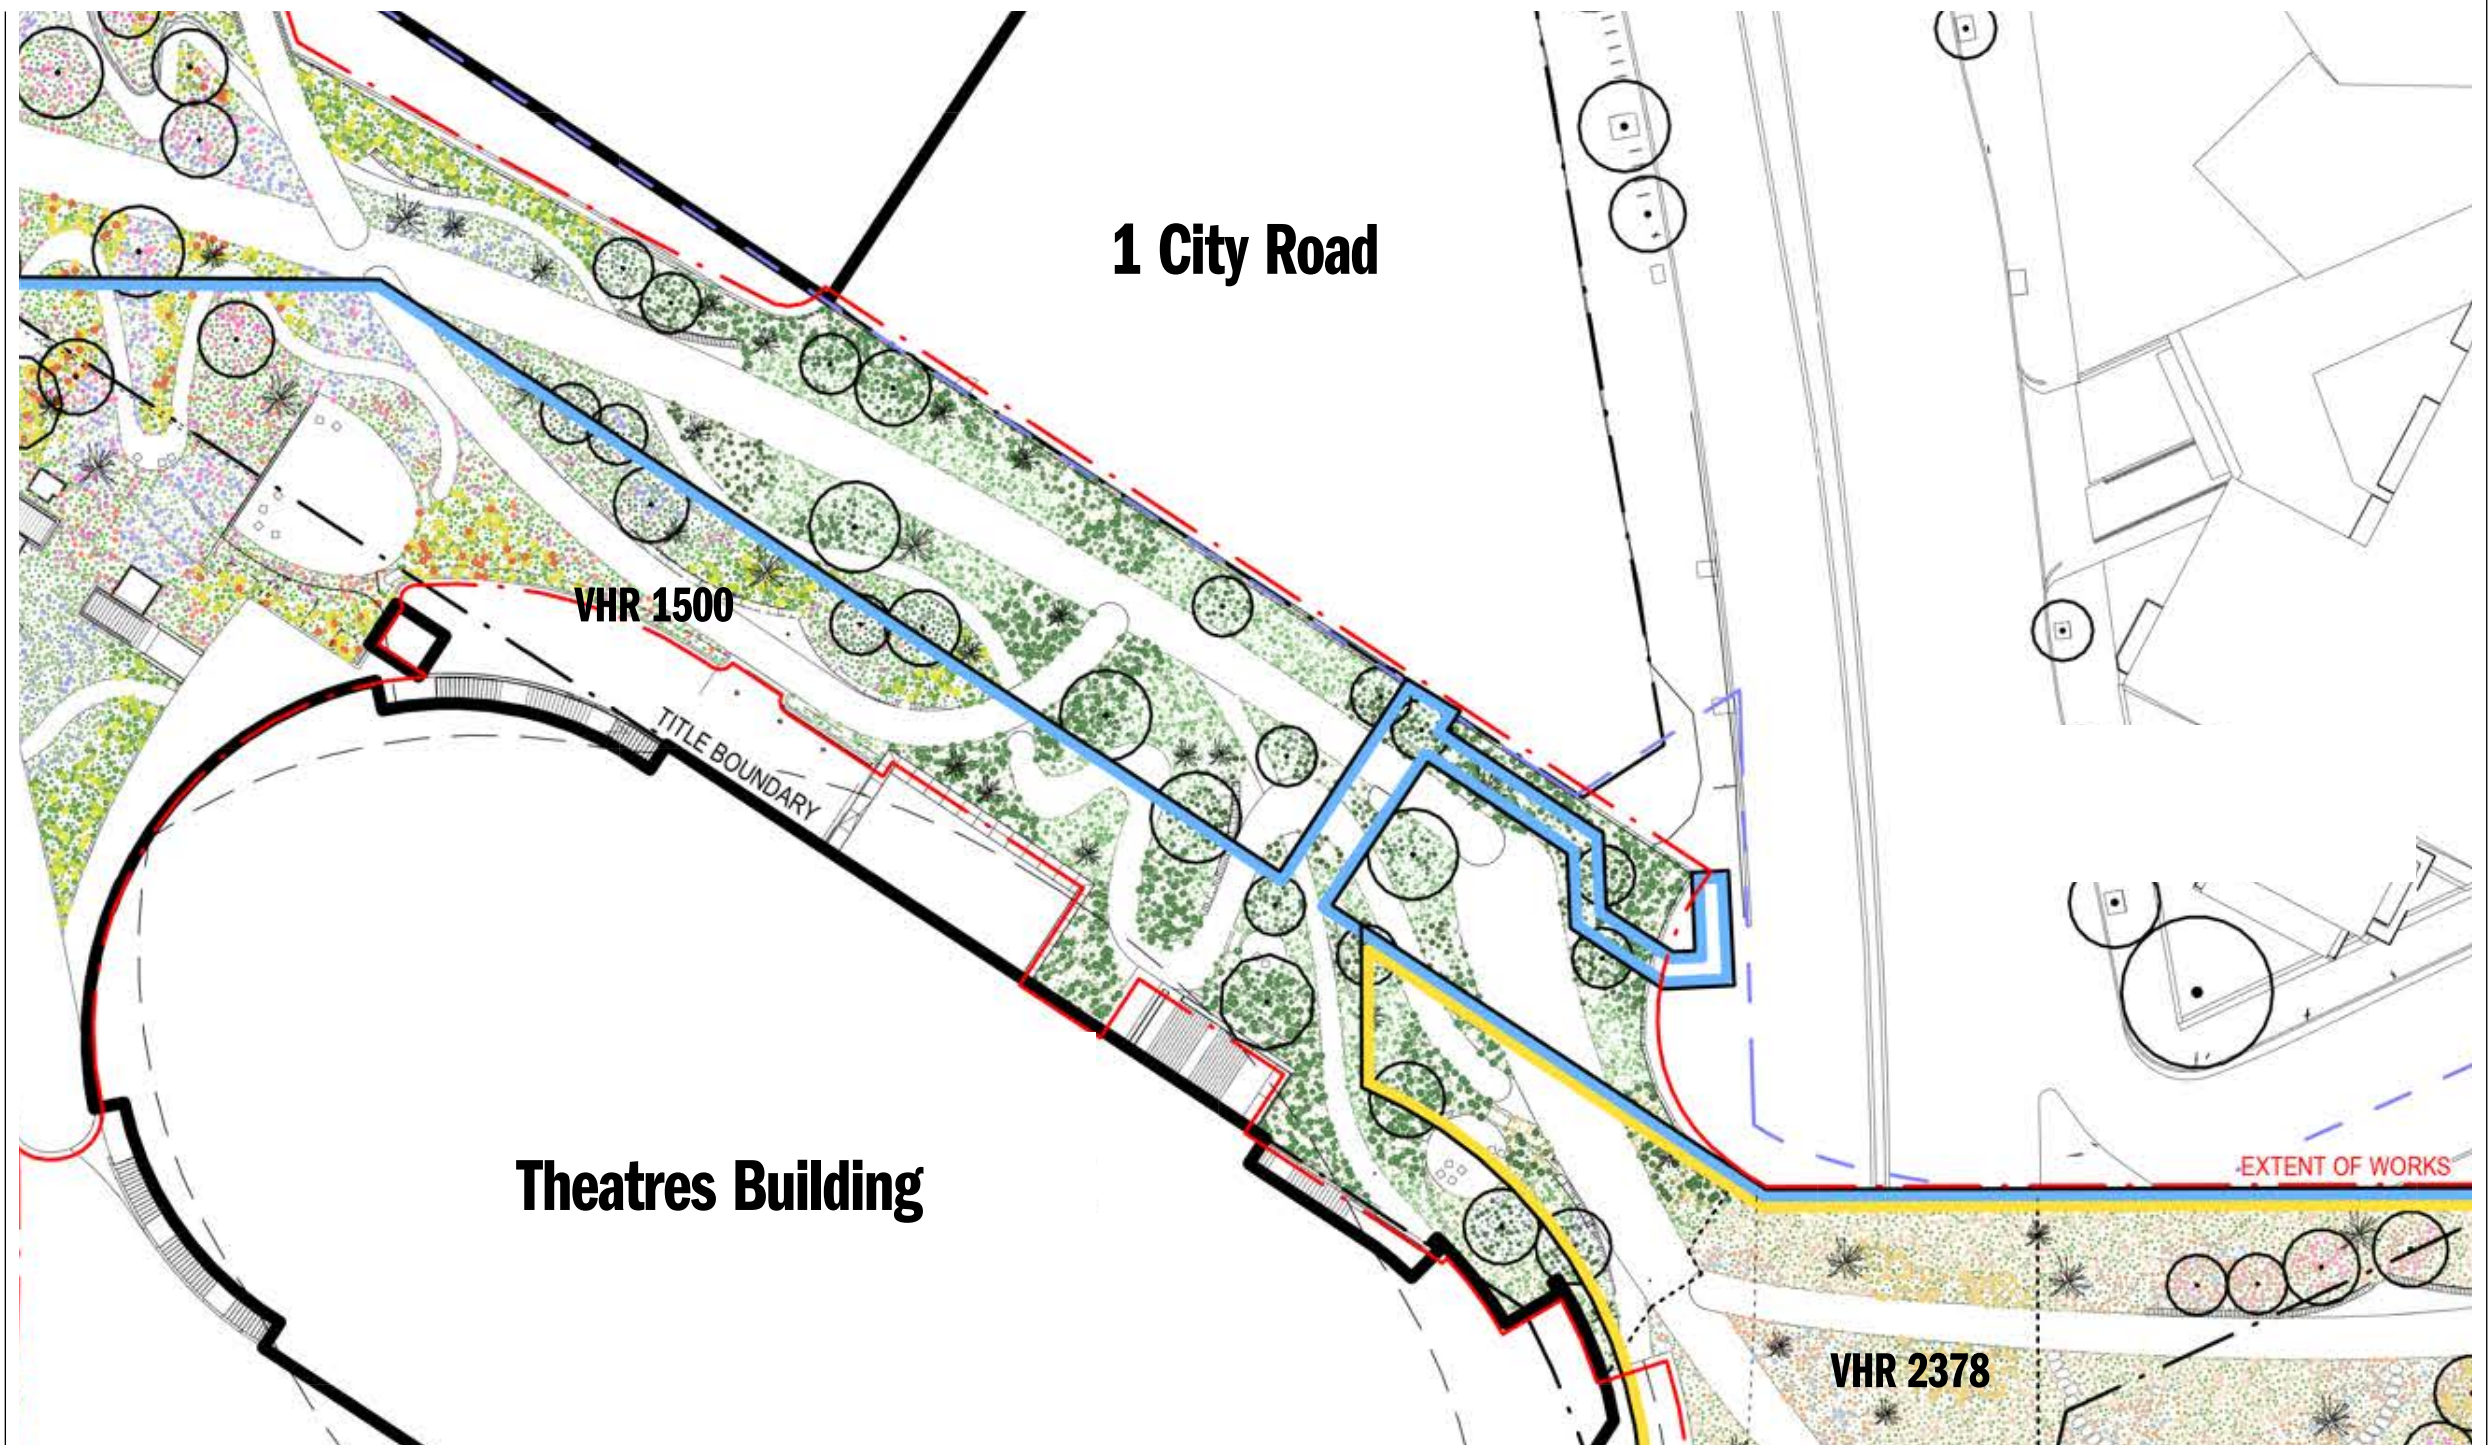 1 City Road
VHR 1500
TITLE BOUNDARY
Theatres Building
EXTENT OF WORKS
VHR 2378